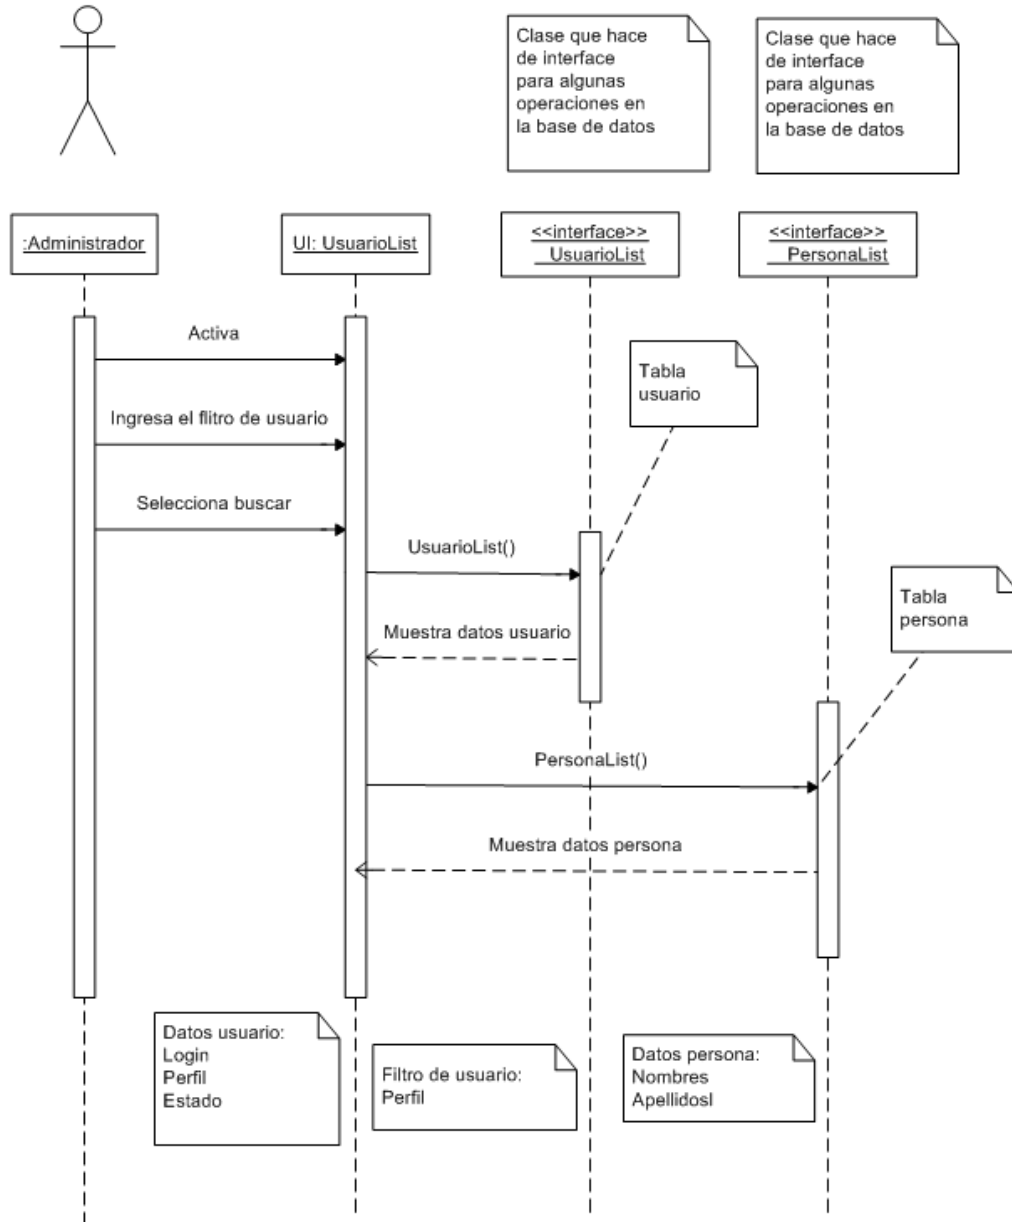 Clase que hace
de interface
para algunas
operaciones en
la base de datos
Clase que hace
de interface
para algunas
operaciones en
la base de datos
:Administrador
UI: UsuarioList
<<interface>>
UsuarioList
<<interface>>
PersonaList
Activa
Tabla
usuario
Ingresa el flitro de usuario
Selecciona buscar
UsuarioList()
Tabla
persona
Muestra datos usuario
PersonaList()
Muestra datos persona
Datos usuario:
Login
Perfil
Estado
Filtro de usuario:
Perfil
Datos persona:
Nombres
Apellidosl